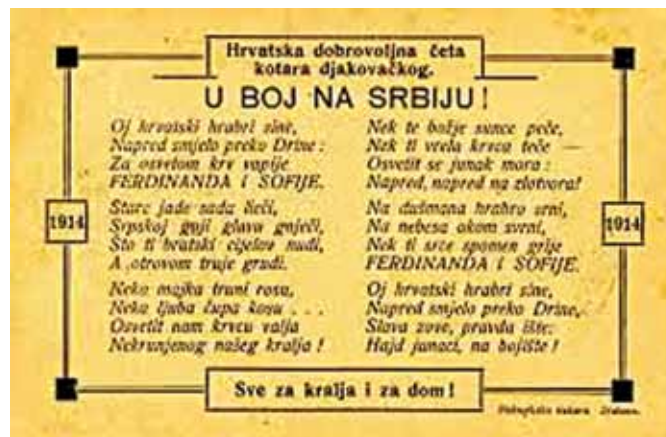 Hrvatska dobrovoljna četa
kotara djakovačkog.
U BOJ NA SRBIJU!
1914
Oj hrvatski hrabri sine,
Napred smjelo preko Drine:
Za osvetom krv vapije
FERDINANDA I SOFIJE.
Stare jade sada lieči,
Srpskoj guji glavu gnječi,
Što ti bratski cjelov nudi,
A otrovom truje grudi.
Neka majka truni rosu,
Neka ljuba čupa kosu . . .
Osvetit nam krvcu valja
Nekrunjenog našeg kralja!
Nek te božje sunce peče,
Nek ti vrela krvca teče —
Osvetit se junak mora:
Napred, napred na zlotvora!
Na dušmana hrabro srni,
Na nebesa okom svrni,
Nek ti srce spomen grije
FERDINANDA I SOFIJE.
Oj hrvatski hrabri sine,
Napred smjelo preko Drine,
Slava zove, pravda ište:
Hajd junaci, na bojište!
1914
Sve za kralja i za dom!